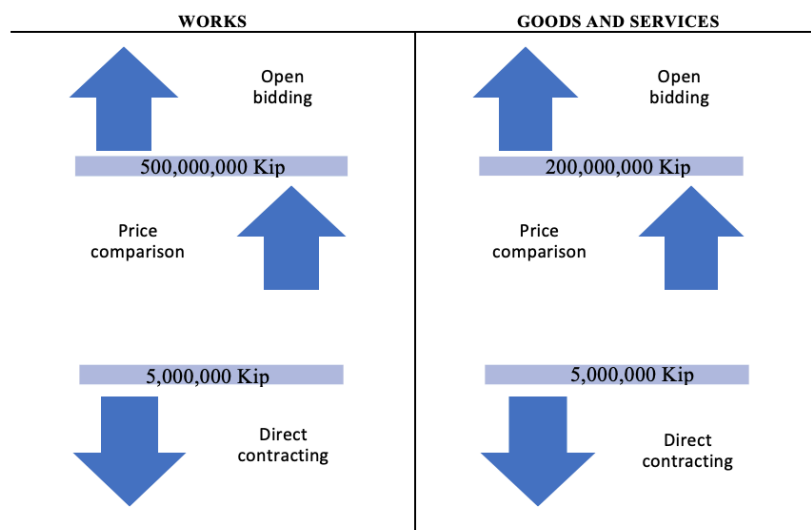 WORKS
Open
bidding
500,000,000 Kip
Price
comparison
5,000,000 Kip
Direct
contracting
GOODS AND SERVICES
Open
bidding
200,000,000 Kip
Price
comparison
5,000,000 Kip
Direct
contracting